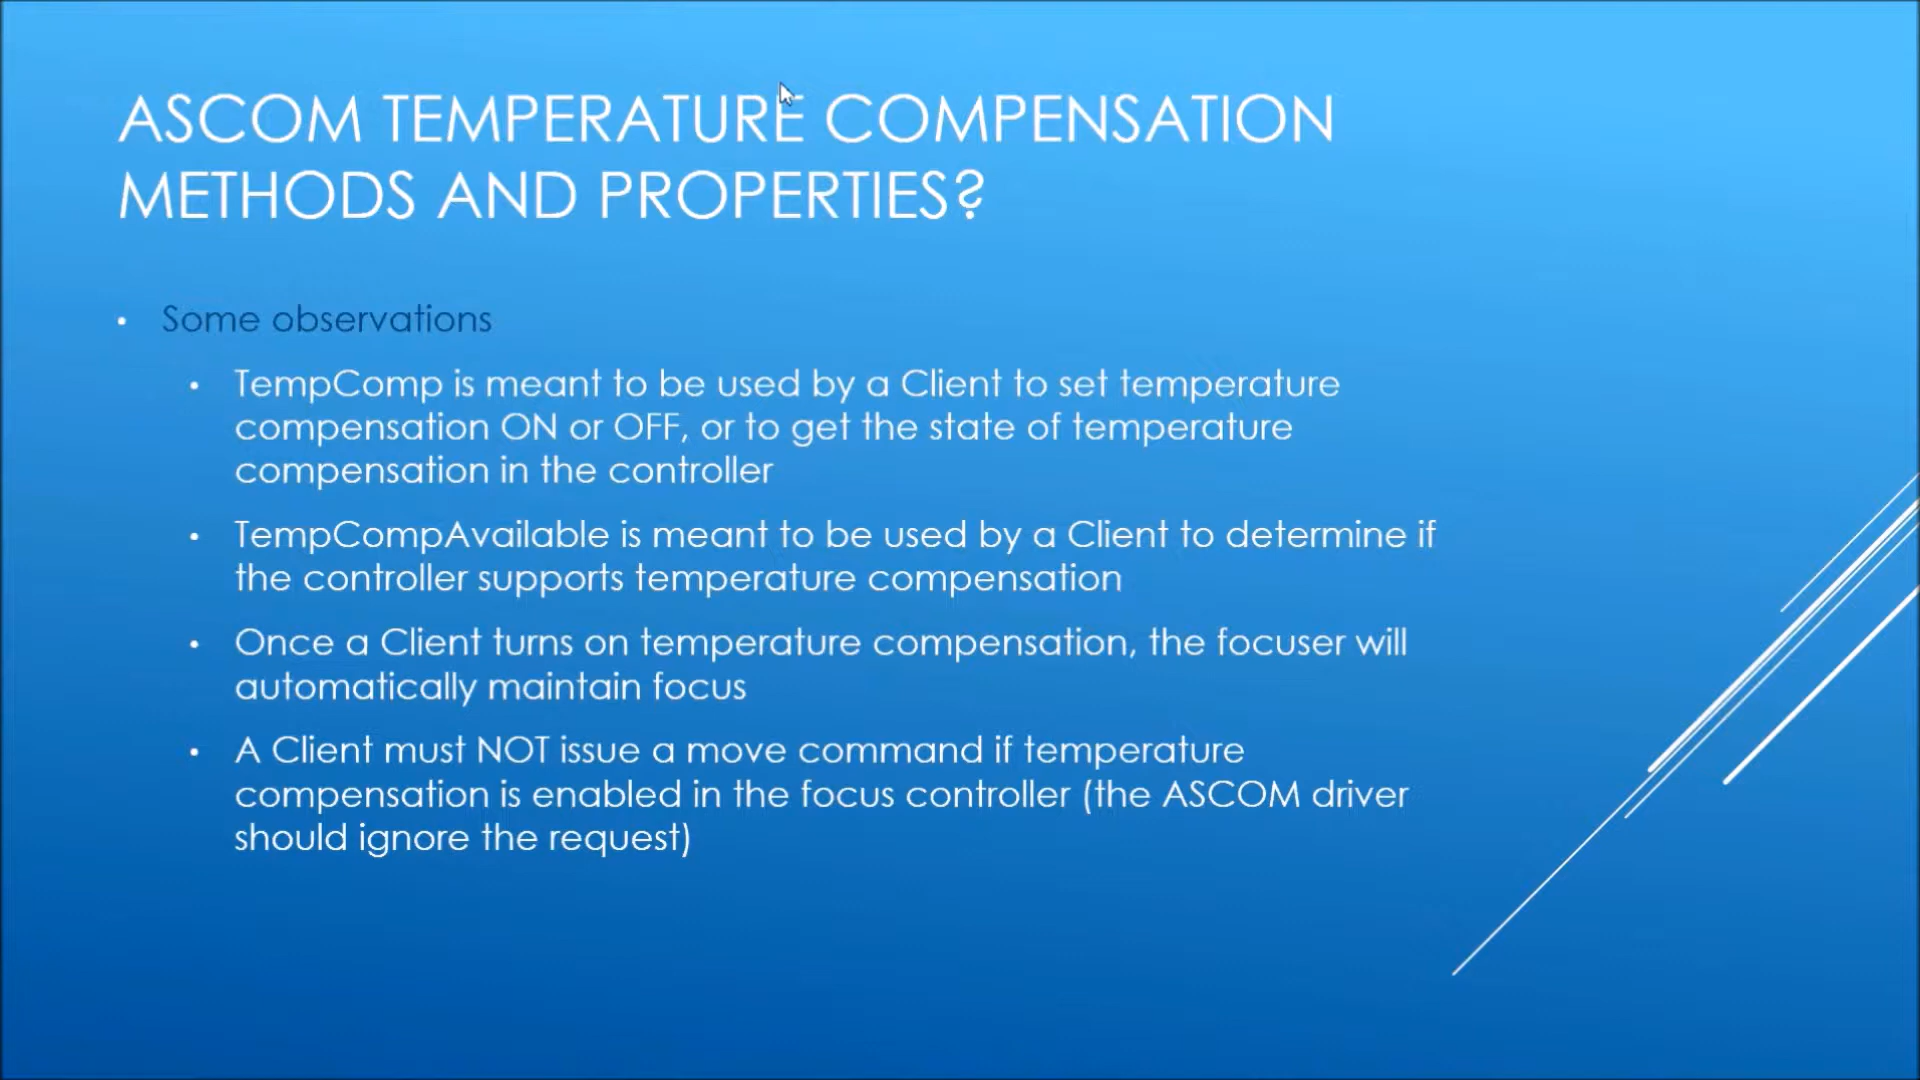 ASCOM TEMPERATURE COMPENSATION
METHODS AND PROPERTIES?
• Some observations
• TempComp is meant to be used by a Client to set temperature
compensation ON or OFF, or to get the state of temperature
compensation in the controller
• TempCompAvailable is meant to be used by a Client to determine if
the controller supports temperature compensation
• Once a Client turns on temperature compensation, the focuser will
automatically maintain focus
• A Client must NOT issue a move command if temperature
compensation is enabled in the focus controller (the ASCOM driver
should ignore the request)